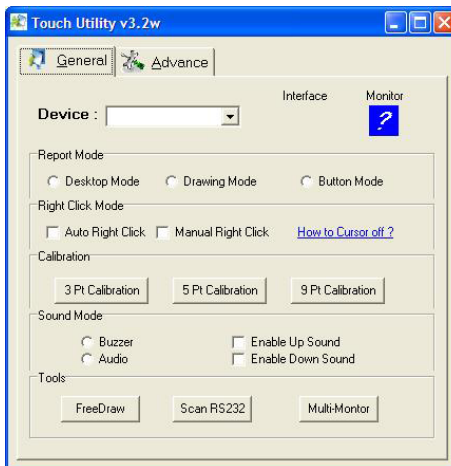 Touch Utility v3.2w
General Advance
Interface Monitor
Device :
?
Report Mode
Desktop Mode Drawing Mode Button Mode
Right Click Mode
Auto Right Click Manual Right Click How to Cursor off ?
Calibration
3 Pt Calibration 5 Pt Calibration 9 Pt Calibration
Sound Mode
Buzzer Enable Up Sound
Audio Enable Down Sound
Tools
FreeDraw Scan RS232 Multi-Montor